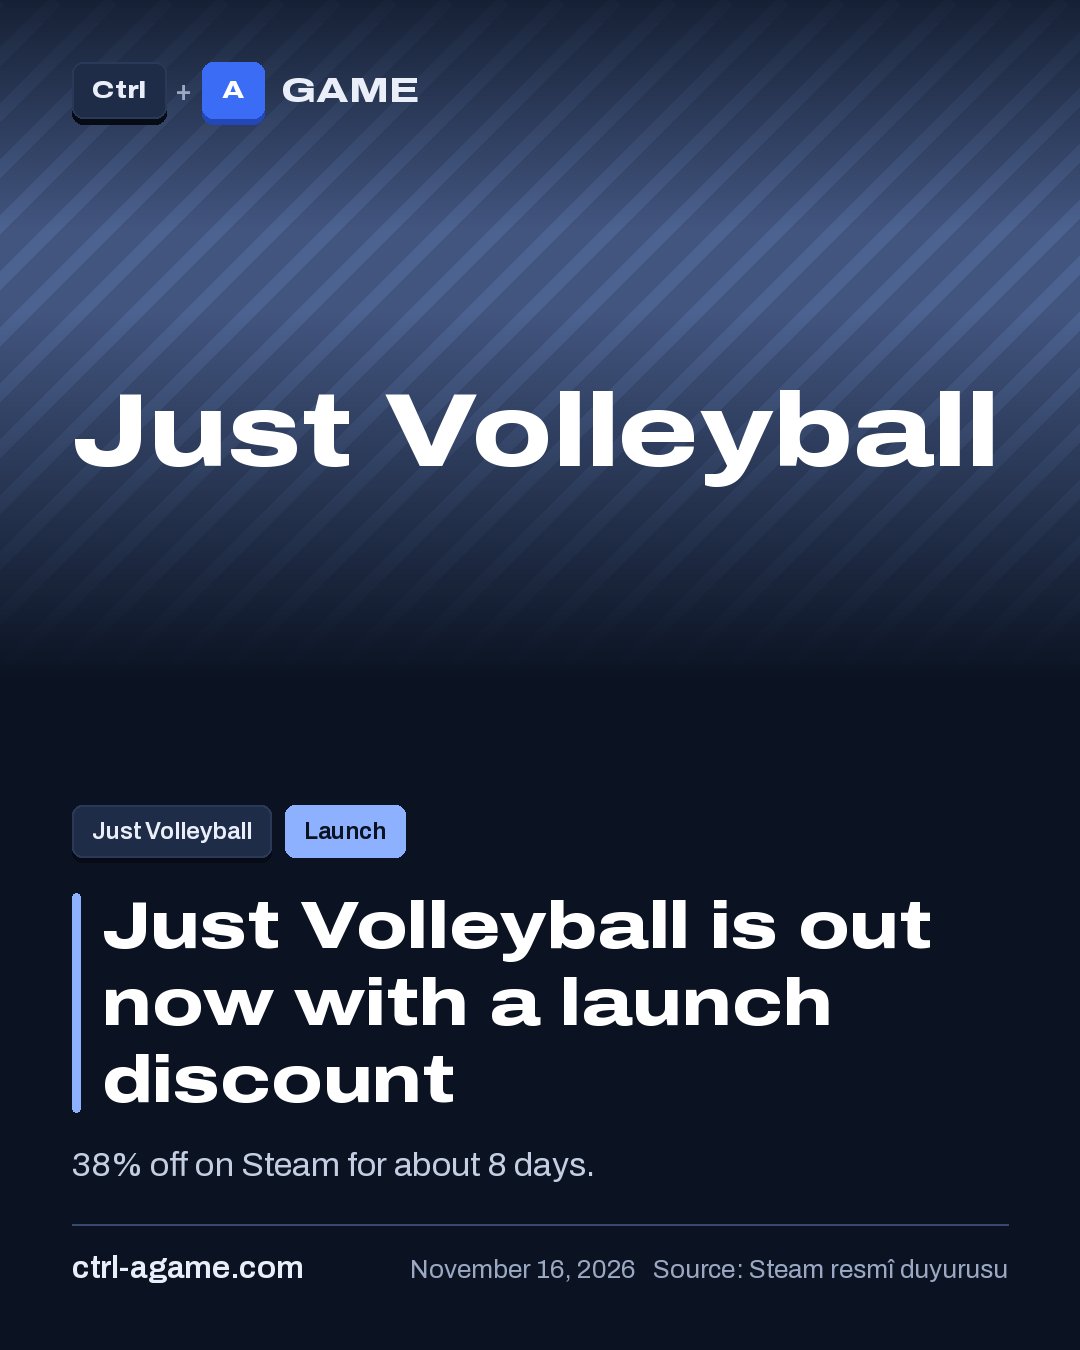 Ctrl + A GAME
Just Volleyball
Just Volleyball Launch
Just Volleyball is out
now with a launch
discount
38% off on Steam for about 8 days.
ctrl-agame.com November 16, 2026 Source: Steam resmî duyurusu